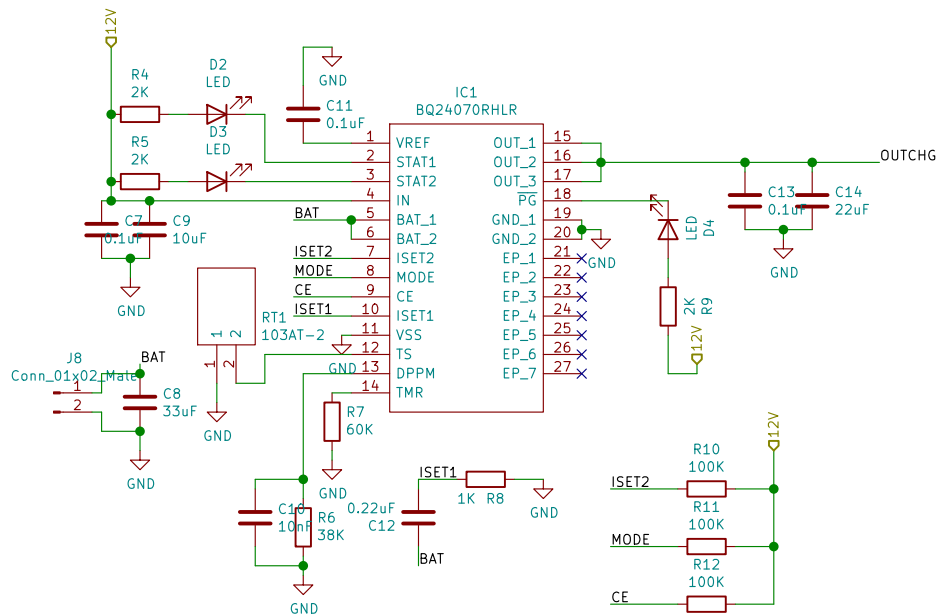 12V
R4
2K
D2
LED
R5
2K
D3
LED
GND
C11
0.1uF
IC1
BQ24070RHLR
1 VREF
2 STAT1
3 STAT2
4 IN
5 BAT_1
6 BAT_2
7 ISET2
8 MODE
9 CE
10 ISET1
11 VSS
12 TS
13 DPPM
14 TMR
OUT_1 15
OUT_2 16
OUT_3 17
PG 18
GND_1 19
GND_2 20
EP_1 21
EP_2 22
EP_3 23
EP_4 24
EP_5 25
EP_6 26
EP_7 27
OUTCHG
C13
0.1uF
C14
22uF
GND
LED
D4
GND
2K
R9
12V
C7
0.1uF
C9
10uF
GND
BAT
ISET2
MODE
CE
ISET1
GND
1 2
1 2
RT1
103AT-2
GND
J8
Conn_01x02_Male
1
2
BAT
C8
33uF
GND
R7
60K
GND
C10
10nF
R6
38K
GND
ISET1
1K R8
GND
0.22uF
C12
BAT
12V
R10
100K
ISET2
R11
100K
MODE
R12
100K
CE